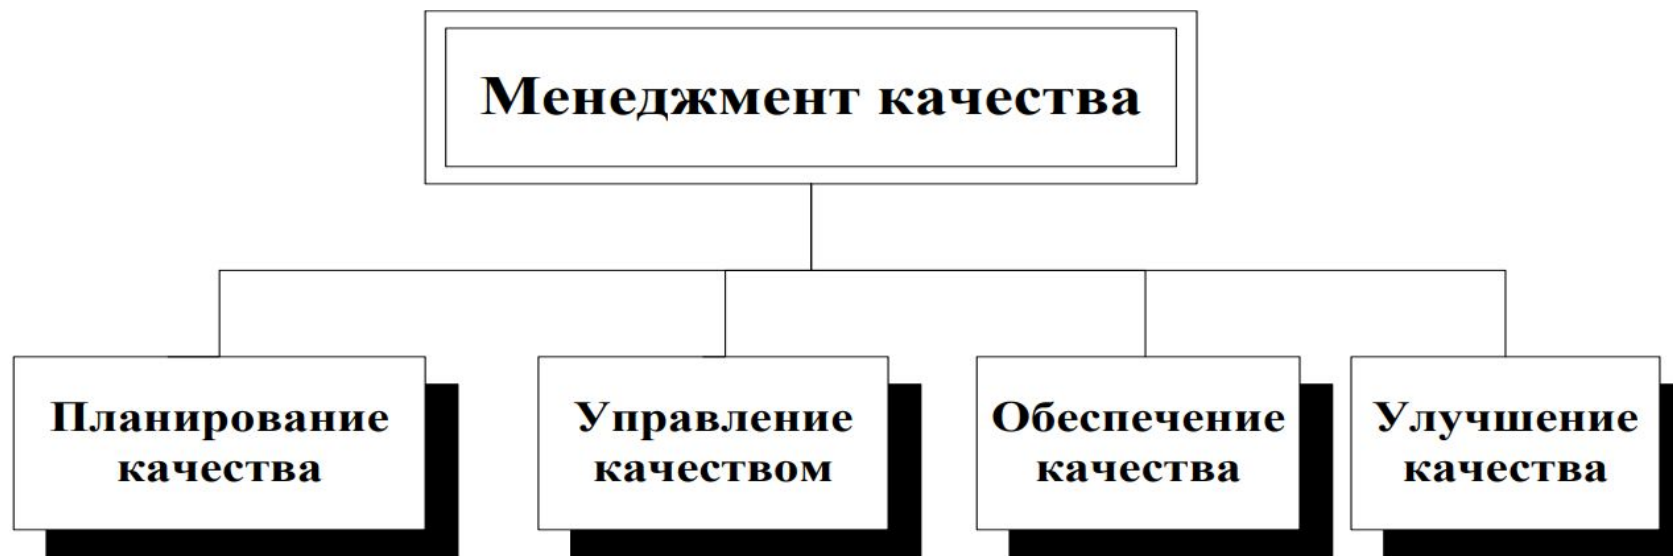 Менеджмент качества
Планирование
качества
Управление
качеством
Обеспечение
качества
Улучшение
качества